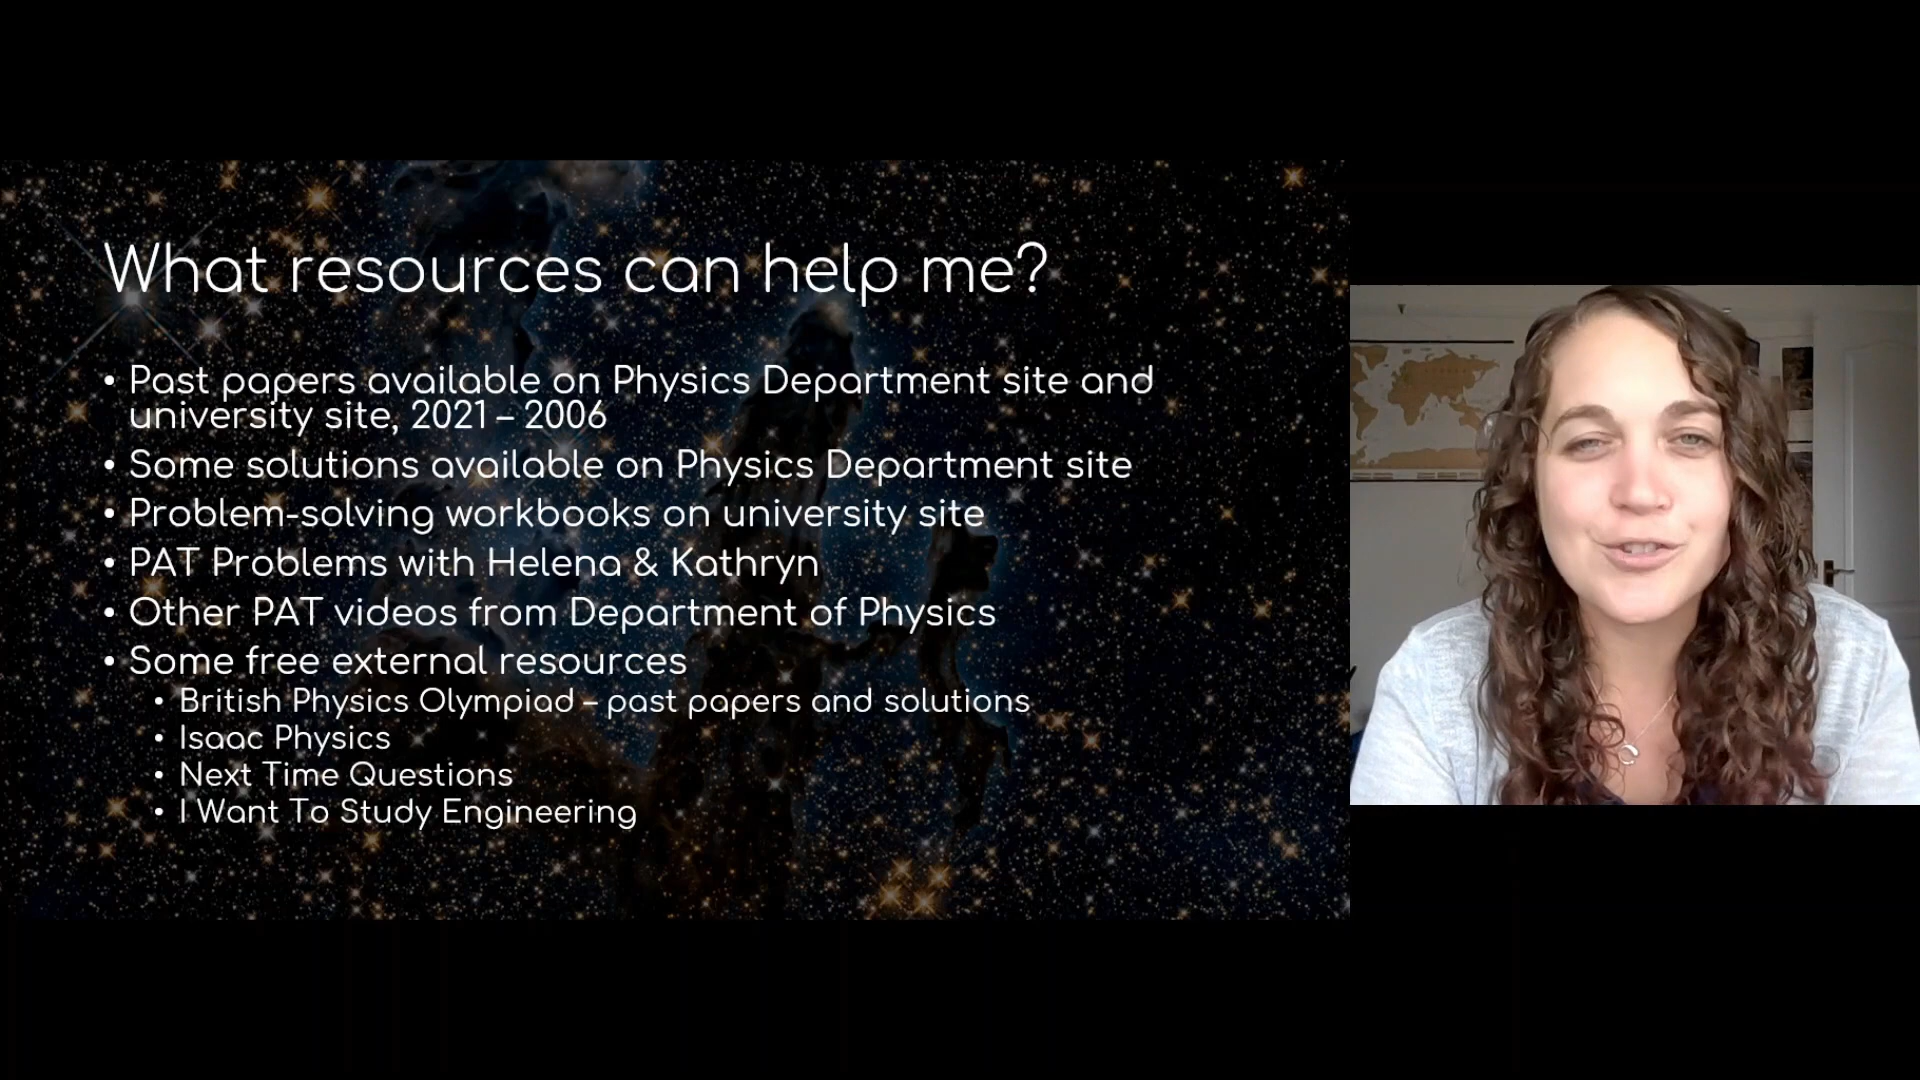 What resources can help me?
• Past papers available on Physics Department site and
university site, 2021 – 2006
• Some solutions available on Physics Department site
• Problem-solving workbooks on university site
• PAT Problems with Helena & Kathryn
• Other PAT videos from Department of Physics
• Some free external resources
• British Physics Olympiad – past papers and solutions
• Isaac Physics
• Next Time Questions
• I Want To Study Engineering